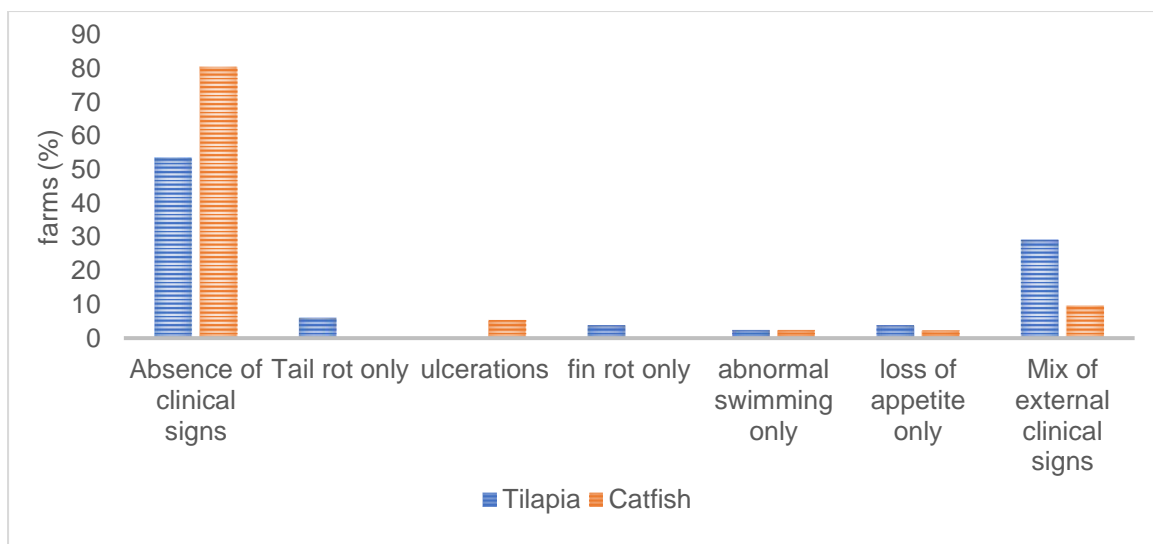 90
80
70
60
50
40
30
20
10
0
farms (%)
Absence of
clinical
signs
Tail rot only
ulcerations
fin rot only
abnormal
swimming
only
loss of
appetite
only
Mix of
external
clinical
signs
Tilapia
Catfish